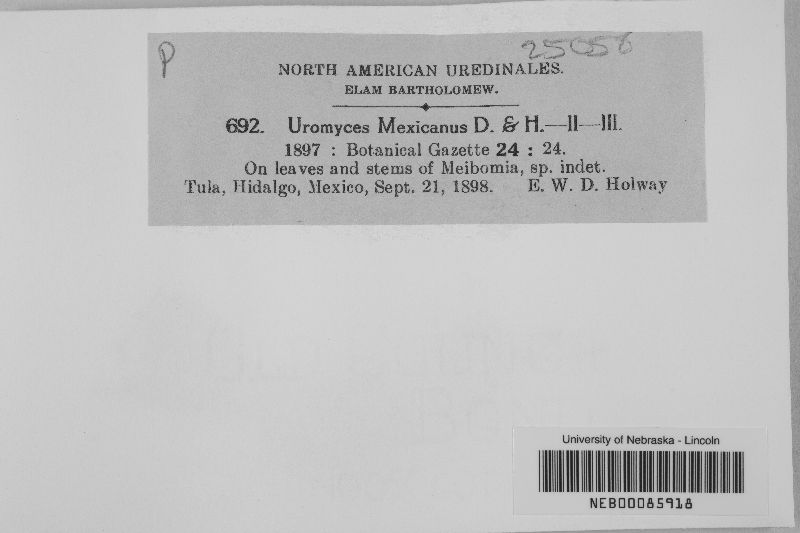 P
25058
NORTH AMERICAN UREDINALES.
ELAM BARTHOLOMEW.
692. Uromyces Mexicanus D. & H.—II—III.
1897 : Botanical Gazette 24 : 24.
On leaves and stems of Meibomia, sp. indet.
Tula, Hidalgo, Mexico, Sept. 21, 1898. E. W. D. Holway
University of Nebraska - Lincoln
NEB00085918